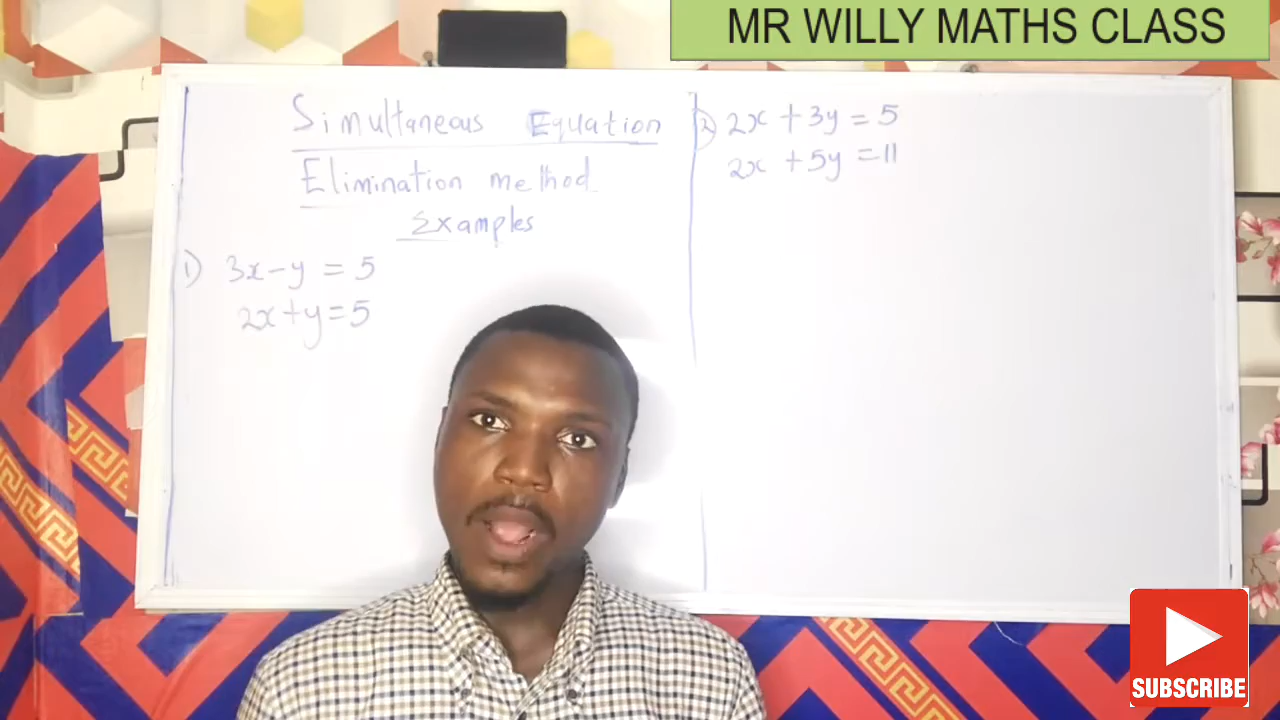 MR WILLY MATHS CLASS
Simultaneous Equation
Elimination method
Examples
1) 3x - y = 5
2x + y = 5
2) 2x + 3y = 5
2x + 5y = 11
SUBSCRIBE